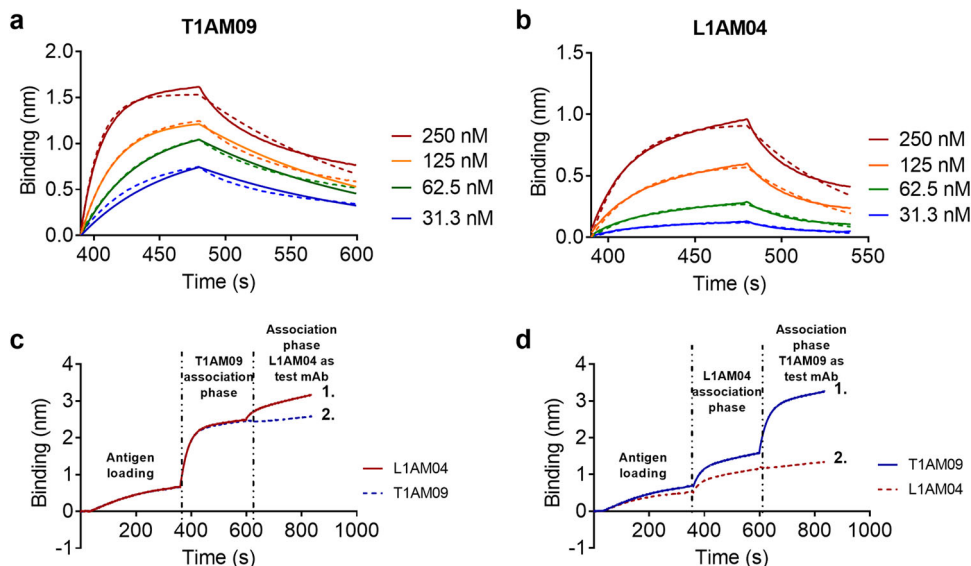 a
T1AM09
2.0
1.5
1.0
0.5
0.0
Binding (nm)
400 450 500 550 600
Time (s)
250 nM
125 nM
62.5 nM
31.3 nM
b
L1AM04
1.5
1.0
0.5
0.0
Binding (nm)
400 450 500 550
Time (s)
250 nM
125 nM
62.5 nM
31.3 nM
c
4
3
2
1
0
-1
Binding (nm)
Antigen
loading
T1AM09
association
phase
Association
phase
L1AM04 as
test mAb
1.
2.
200 400 600 800 1000
Time (s)
L1AM04
T1AM09
d
4
3
2
1
0
-1
Binding (nm)
Antigen
loading
L1AM04
association
phase
Association
phase
T1AM09 as
test mAb
1.
2.
200 400 600 800 1000
Time (s)
T1AM09
L1AM04